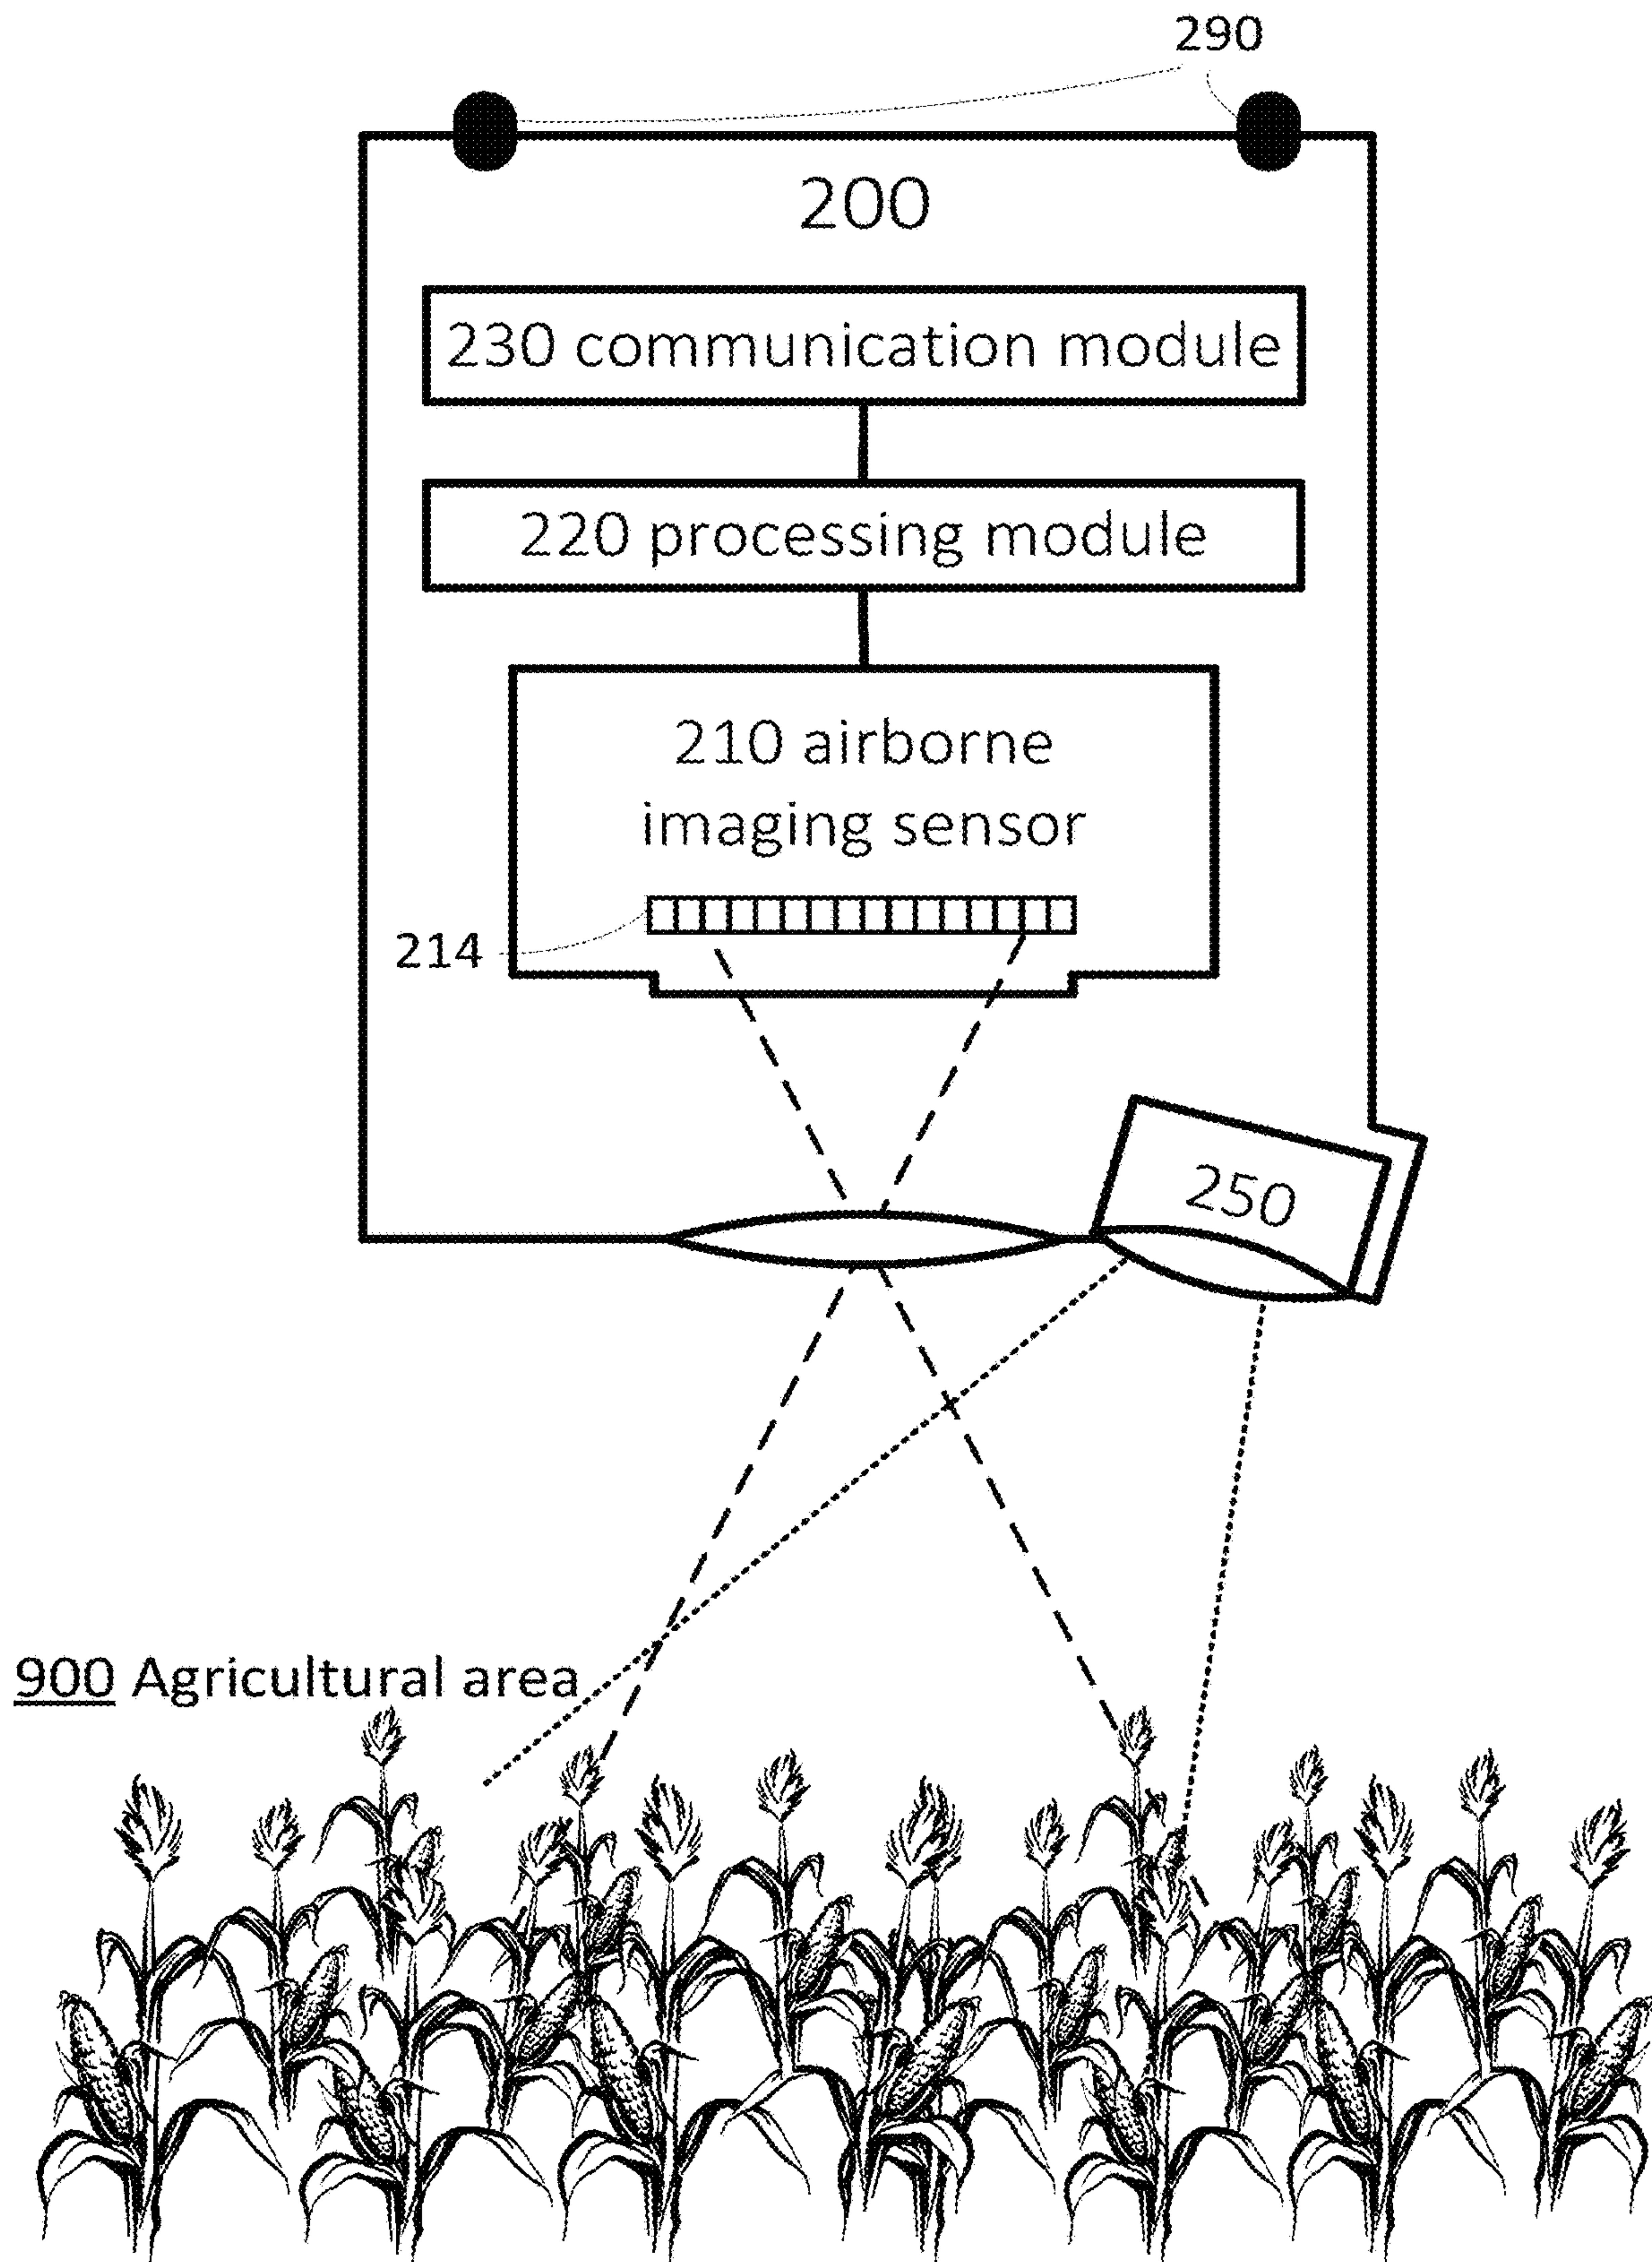 290
200
230 communication module
220 processing module
210 airborne
imaging sensor
214
250
900 Agricultural area